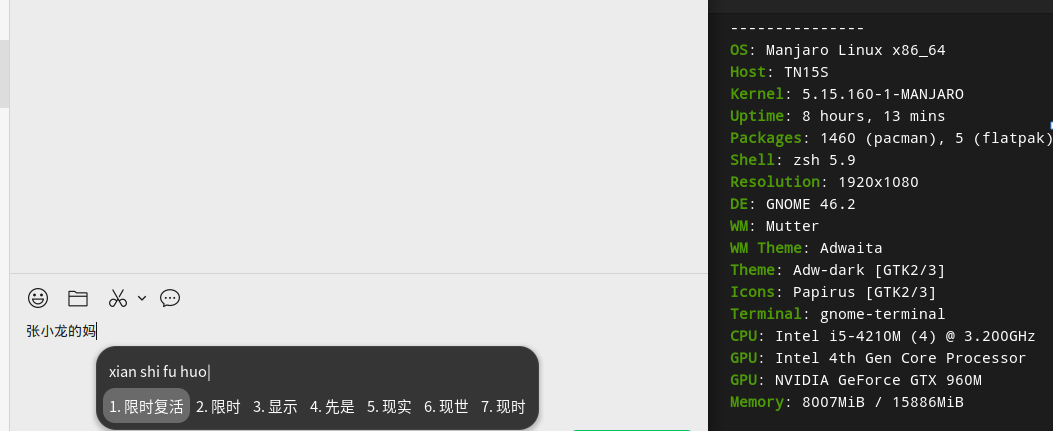 ---------------
OS: Manjaro Linux x86_64
Host: TN15S
Kernel: 5.15.160-1-MANJARO
Uptime: 8 hours, 13 mins
Packages: 1460 (pacman), 5 (flatpak)
Shell: zsh 5.9
Resolution: 1920x1080
DE: GNOME 46.2
WM: Mutter
WM Theme: Adwaita
Theme: Adw-dark [GTK2/3]
Icons: Papirus [GTK2/3]
Terminal: gnome-terminal
CPU: Intel i5-4210M (4) @ 3.200GHz
GPU: Intel 4th Gen Core Processor
GPU: NVIDIA GeForce GTX 960M
Memory: 8007MiB / 15886MiB
张小龙的妈
xian shi fu huo
1. 限时复活 2. 限时 3. 显示 4. 先是 5. 现实 6. 现世 7. 现时